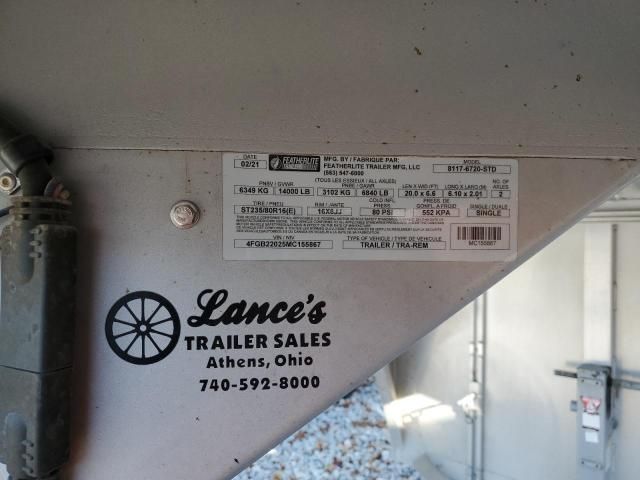 DATE
02/21
FEATHERLITE
MFG. BY / FABRIQUE PAR:
FEATHERLITE TRAILER MFG, LLC
(563) 547-6000
MODEL
8117-6720-STD
(TOUS LES ESSIEUX / ALL AXLES)
PNBV / GVWR
6349 KG 14000 LB
PNBE / GAWR
3102 KG 6840 LB
LEN X WID (FT)
20.0 x 6.6
LONG X LARG (M)
6.10 x 2.01
NO. OF AXLES
2
TIRE / PNEU
ST235/80R16(E)
RIM / JANTE
16X6JJ
COLD INFL. PRESS
80 PSI
PRESS. DE GONFL. A FROID
552 KPA
SINGLE / DUALS
SINGLE
VIN / NIV
4FGB22025MC155867
TYPE OF VEHICLE / TYPE DE VEHICULE
TRAILER / TRA-REM
MC155867
Lance's
TRAILER SALES
Athens, Ohio
740-592-8000